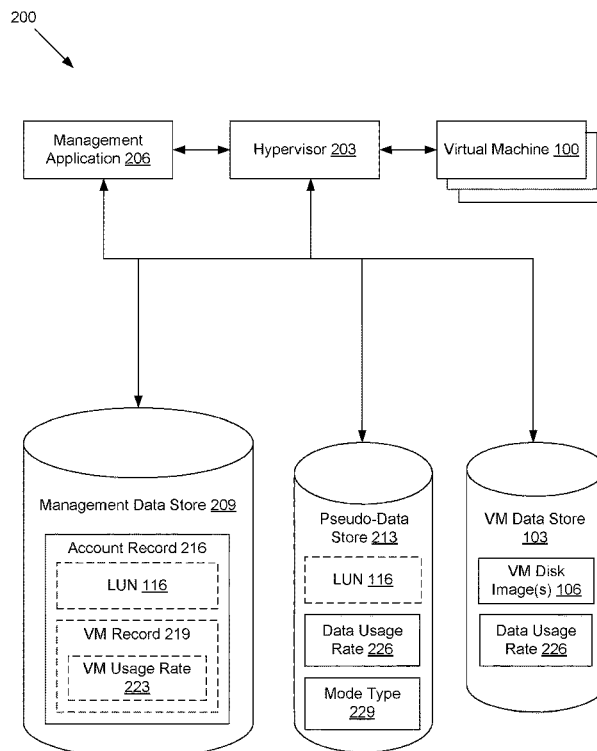 200
Management
Application 206
Hypervisor 203
Virtual Machine 100
Management Data Store 209
Account Record 216
LUN 116
VM Record 219
VM Usage Rate
223
Pseudo-Data
Store 213
LUN 116
Data Usage
Rate 226
Mode Type
229
VM Data Store
103
VM Disk
Image(s) 106
Data Usage
Rate 226